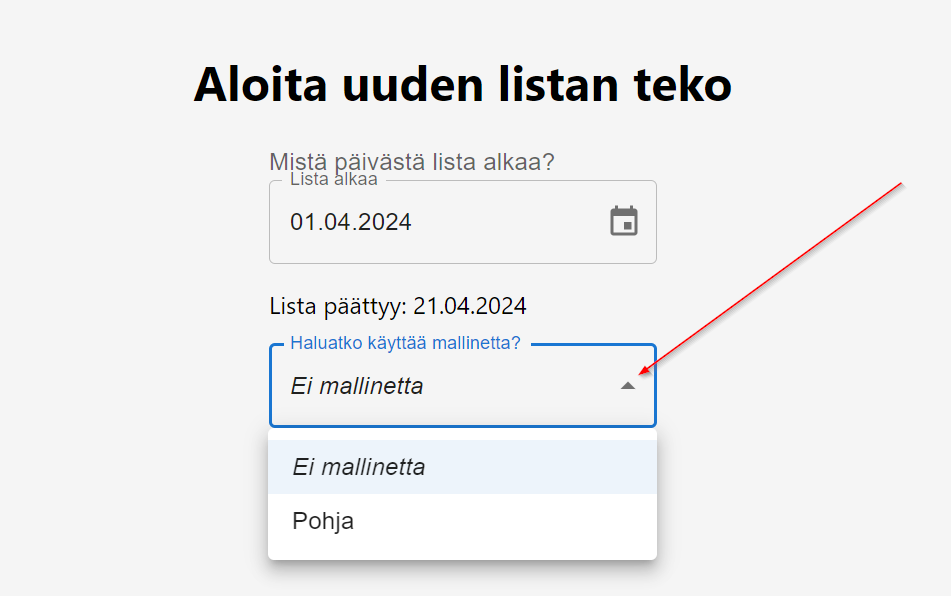 Aloita uuden listan teko
Mistä päivästä lista alkaa?
Lista alkaa
01.04.2024
Lista päättyy: 21.04.2024
Haluatko käyttää mallinetta?
Ei mallinetta
Ei mallinetta
Pohja